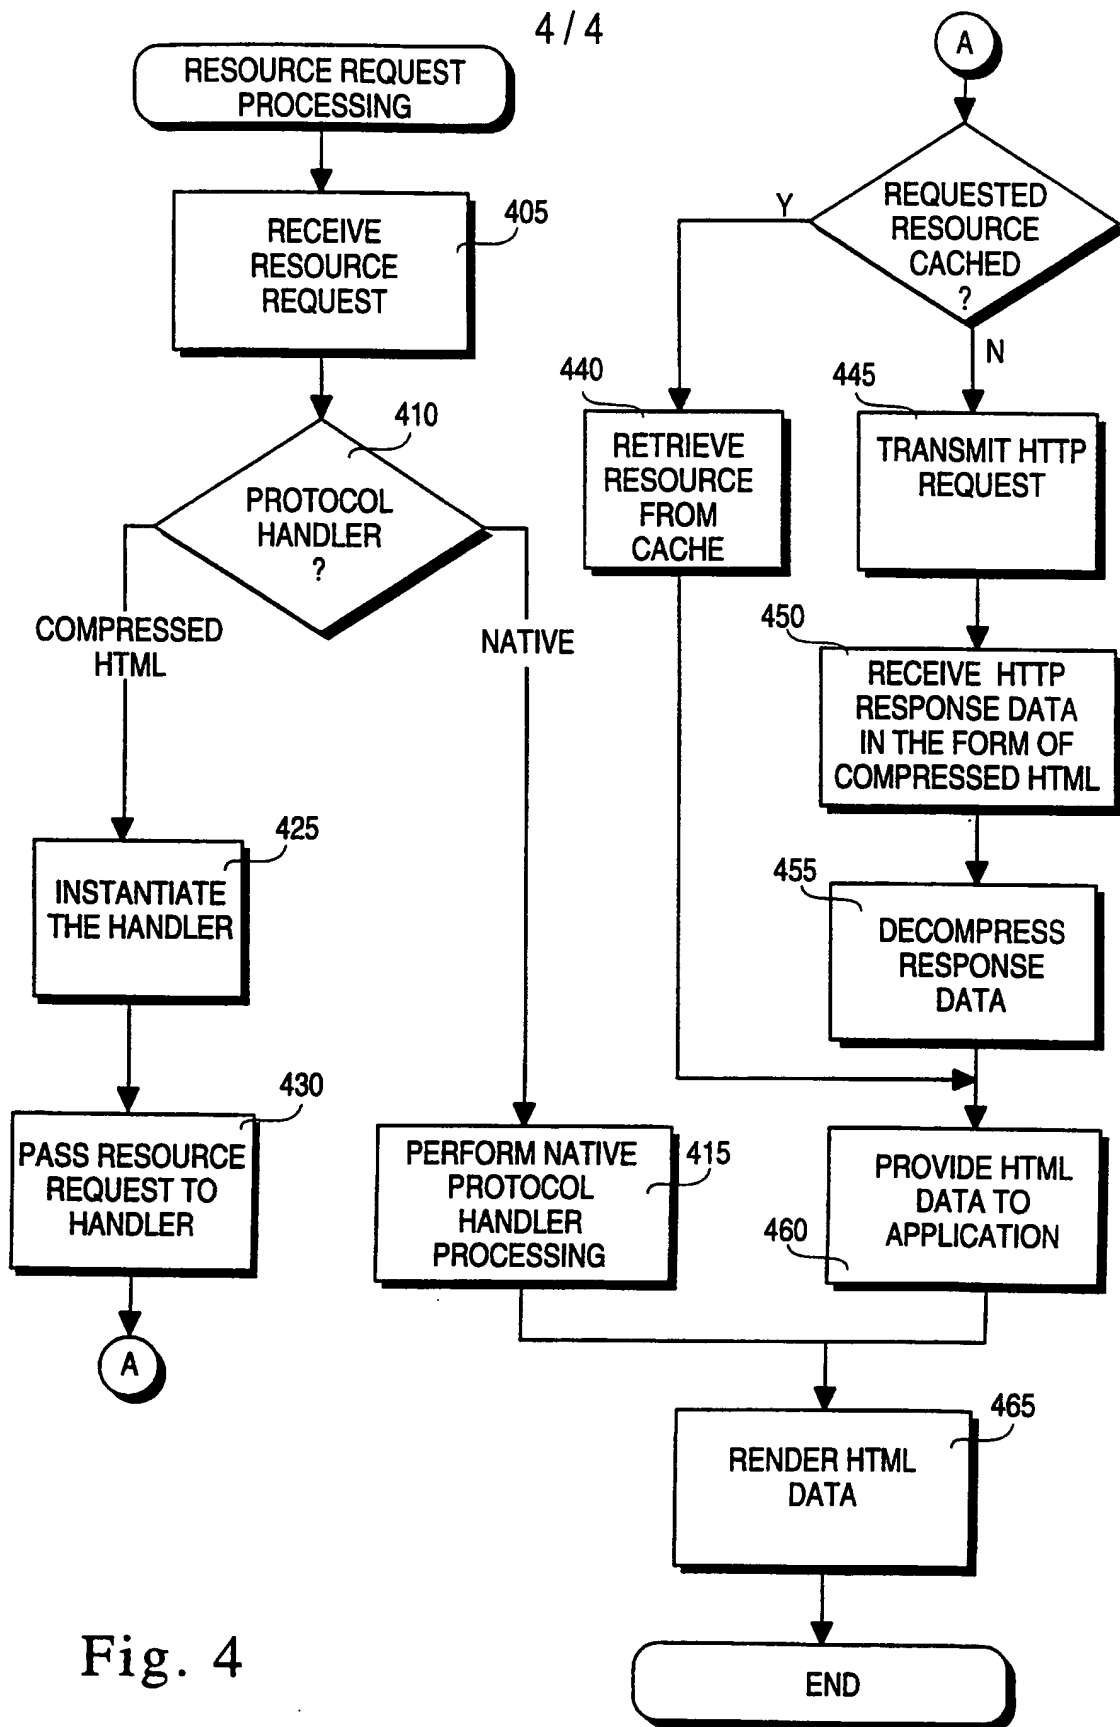 4/4
RESOURCE REQUEST
PROCESSING
405
RECEIVE
RESOURCE
REQUEST
410
PROTOCOL
HANDLER
?
COMPRESSED
HTML
NATIVE
425
INSTANTIATE
THE HANDLER
430
PASS RESOURCE
REQUEST TO
HANDLER
A
PERFORM NATIVE
PROTOCOL
HANDLER
PROCESSING
415
A
REQUESTED
RESOURCE
CACHED
?
Y
N
440
RETRIEVE
RESOURCE
FROM
CACHE
445
TRANSMIT HTTP
REQUEST
450
RECEIVE HTTP
RESPONSE DATA
IN THE FORM OF
COMPRESSED HTML
455
DECOMPRESS
RESPONSE
DATA
PROVIDE HTML
DATA TO
APPLICATION
460
465
RENDER HTML
DATA
END
Fig. 4